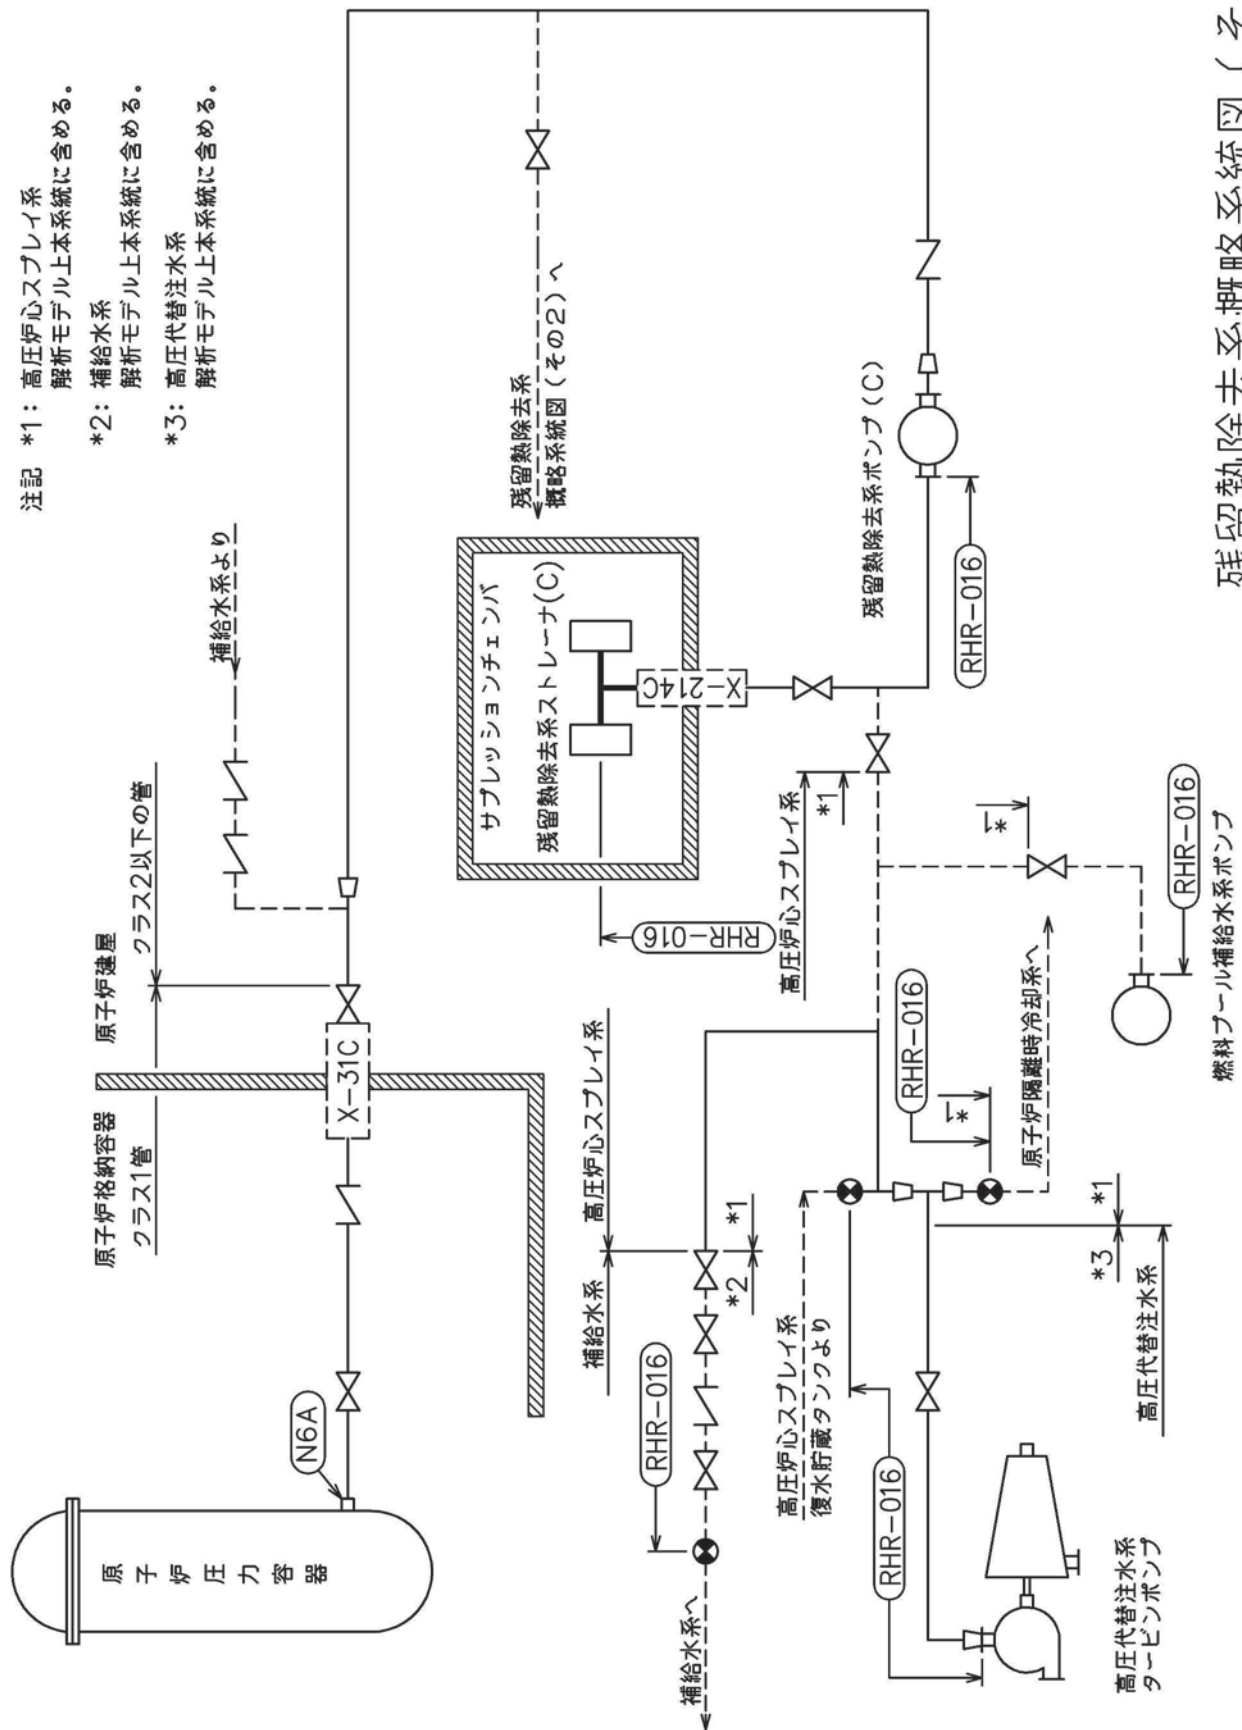 注記 *1: 高圧炉心スプレイ系
解析モデル上本系統に含める。
*2: 補給水系
解析モデル上本系統に含める。
*3: 高圧代替注水系
解析モデル上本系統に含める。
原子炉圧力容器
N6A
原子炉格納容器
原子炉建屋
クラス1管
クラス2以下の管
X-31C
補給水系より
残留熱除去系
概略系統図(その2)へ
サプレッションチェンバ
残留熱除去系ストレーナ(C)
X-214C
RHR-016
残留熱除去系ポンプ(C)
RHR-016
補給水系
高圧炉心スプレイ系
*2
*1
RHR-016
補給水系へ
高圧炉心スプレイ系
*1
高圧炉心スプレイ系
復水貯蔵タンクより
RHR-016
*1
原子炉隔離時冷却系へ
*1
RHR-016
燃料プール補給水系ポンプ
*3
*1
高圧代替注水系
RHR-016
高圧代替注水系
タービンポンプ
残留熱除去系概略系統図(そ